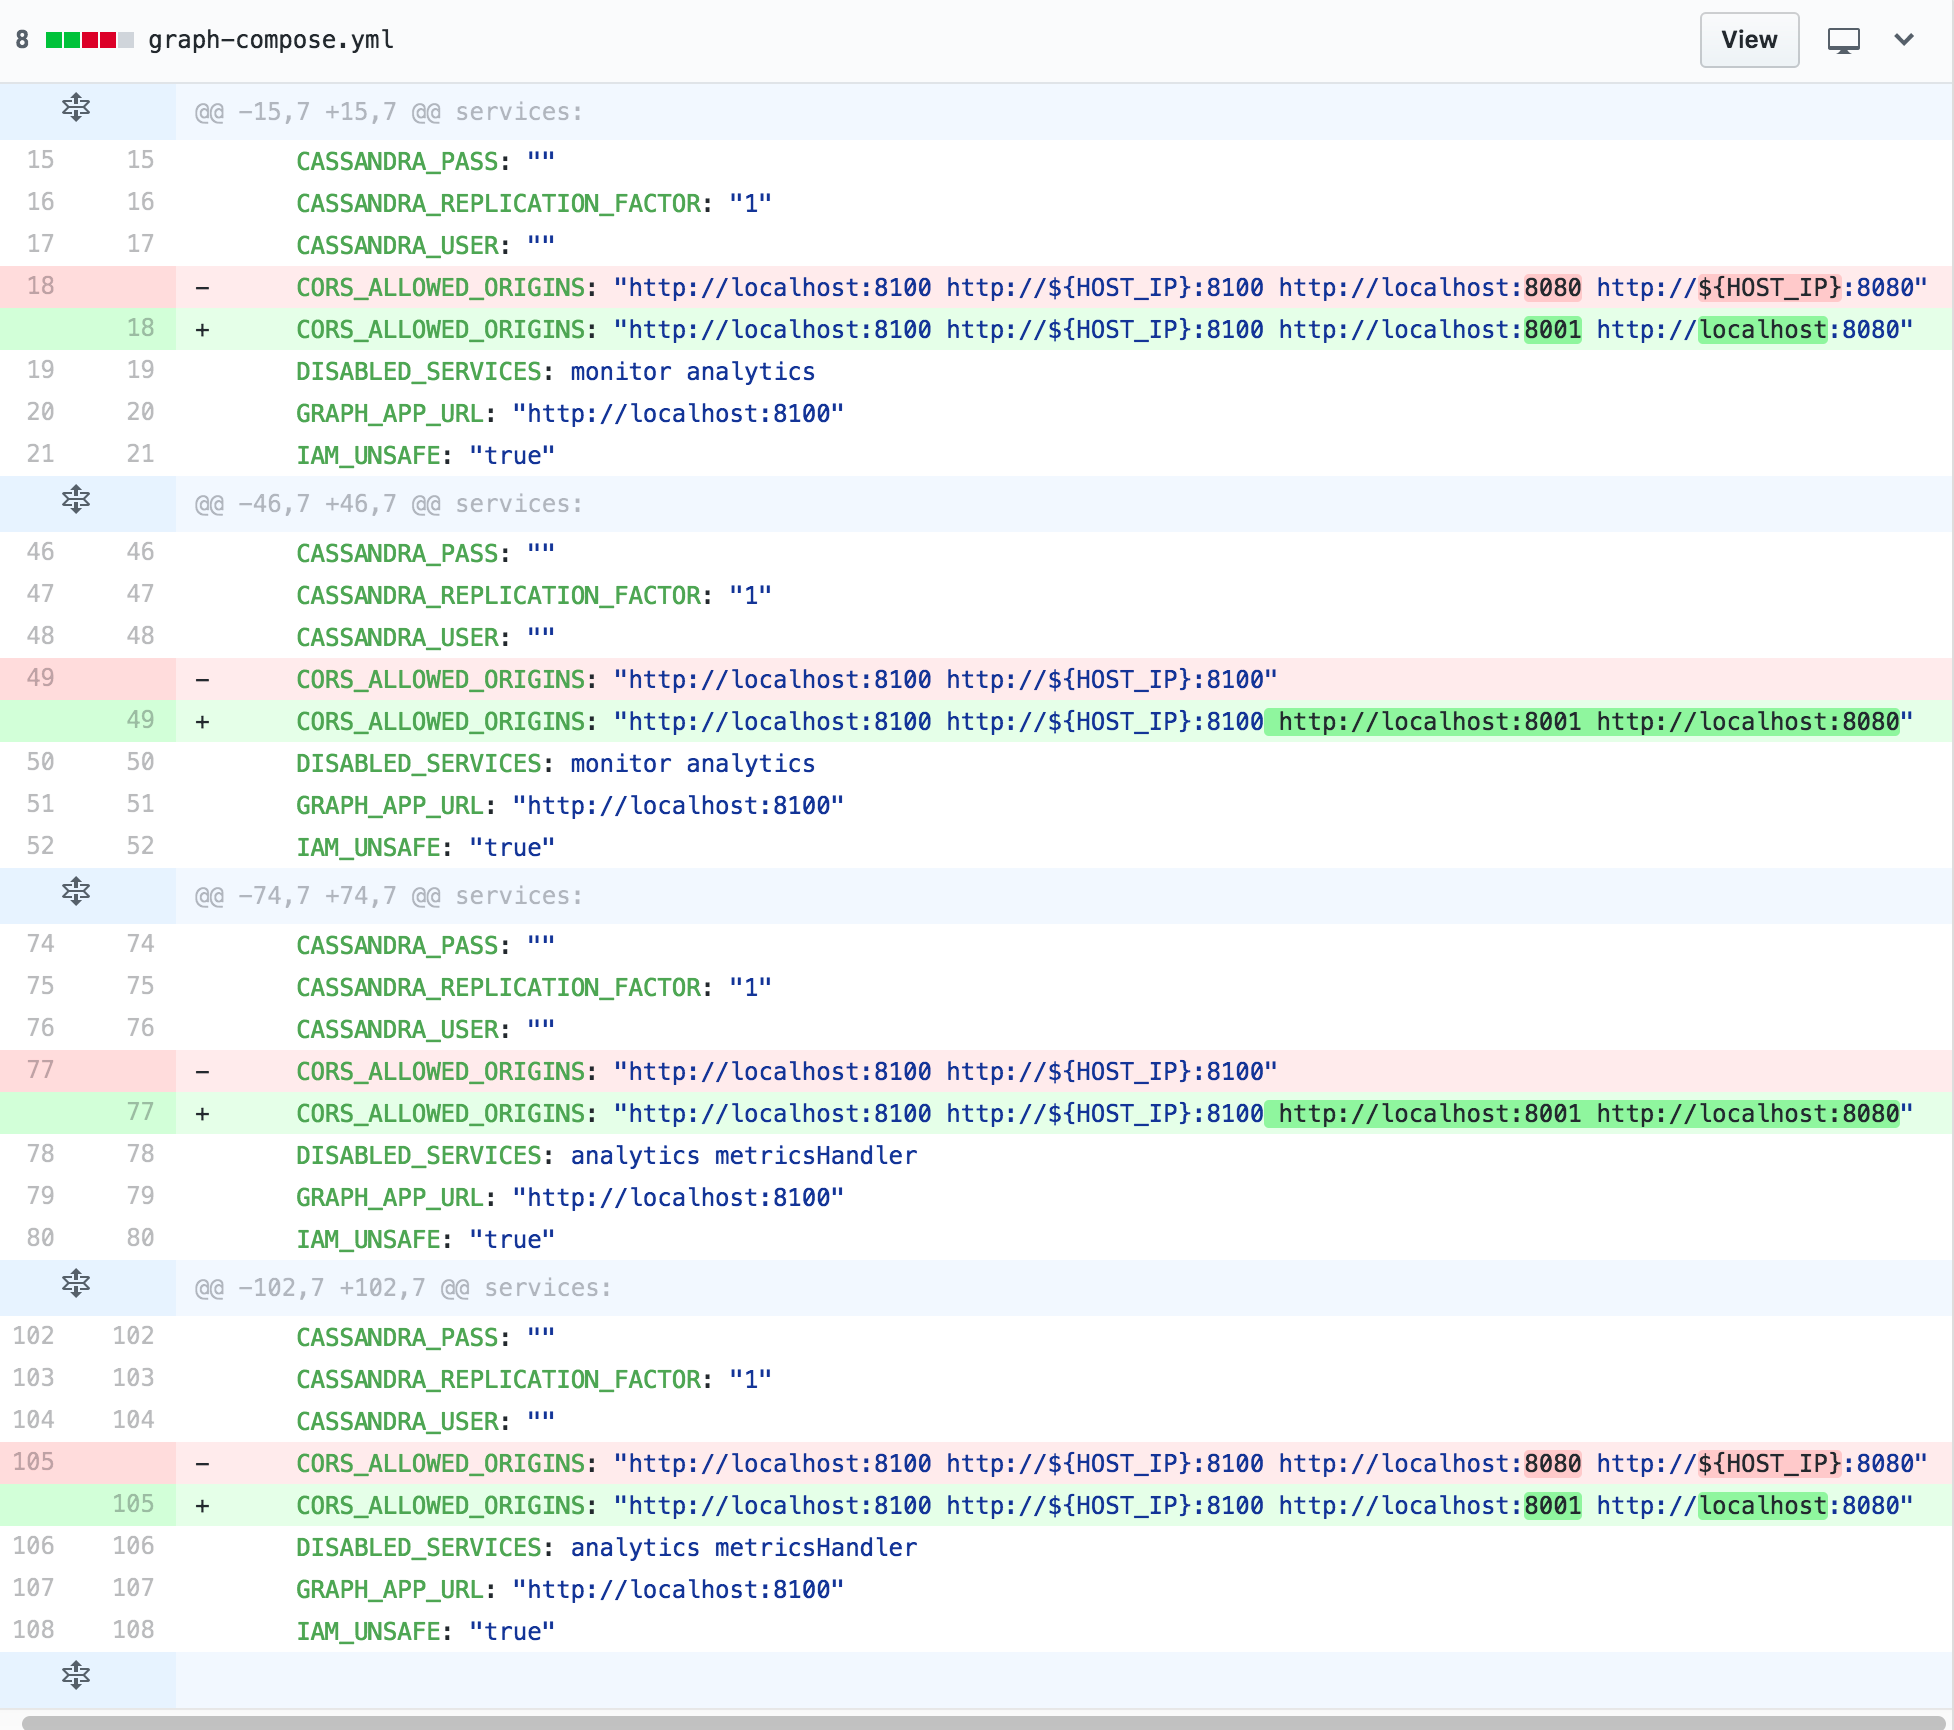 8 graph-compose.yml View
@@ -15,7 +15,7 @@ services:
15 15 CASSANDRA_PASS: ""
16 16 CASSANDRA_REPLICATION_FACTOR: "1"
17 17 CASSANDRA_USER: ""
18 - CORS_ALLOWED_ORIGINS: "http://localhost:8100 http://${HOST_IP}:8100 http://localhost:8080 http://${HOST_IP}:8080"
18 + CORS_ALLOWED_ORIGINS: "http://localhost:8100 http://${HOST_IP}:8100 http://localhost:8001 http://localhost:8080"
19 19 DISABLED_SERVICES: monitor analytics
20 20 GRAPH_APP_URL: "http://localhost:8100"
21 21 IAM_UNSAFE: "true"
@@ -46,7 +46,7 @@ services:
46 46 CASSANDRA_PASS: ""
47 47 CASSANDRA_REPLICATION_FACTOR: "1"
48 48 CASSANDRA_USER: ""
49 - CORS_ALLOWED_ORIGINS: "http://localhost:8100 http://${HOST_IP}:8100"
49 + CORS_ALLOWED_ORIGINS: "http://localhost:8100 http://${HOST_IP}:8100 http://localhost:8001 http://localhost:8080"
50 50 DISABLED_SERVICES: monitor analytics
51 51 GRAPH_APP_URL: "http://localhost:8100"
52 52 IAM_UNSAFE: "true"
@@ -74,7 +74,7 @@ services:
74 74 CASSANDRA_PASS: ""
75 75 CASSANDRA_REPLICATION_FACTOR: "1"
76 76 CASSANDRA_USER: ""
77 - CORS_ALLOWED_ORIGINS: "http://localhost:8100 http://${HOST_IP}:8100"
77 + CORS_ALLOWED_ORIGINS: "http://localhost:8100 http://${HOST_IP}:8100 http://localhost:8001 http://localhost:8080"
78 78 DISABLED_SERVICES: analytics metricsHandler
79 79 GRAPH_APP_URL: "http://localhost:8100"
80 80 IAM_UNSAFE: "true"
@@ -102,7 +102,7 @@ services:
102 102 CASSANDRA_PASS: ""
103 103 CASSANDRA_REPLICATION_FACTOR: "1"
104 104 CASSANDRA_USER: ""
105 - CORS_ALLOWED_ORIGINS: "http://localhost:8100 http://${HOST_IP}:8100 http://localhost:8080 http://${HOST_IP}:8080"
105 + CORS_ALLOWED_ORIGINS: "http://localhost:8100 http://${HOST_IP}:8100 http://localhost:8001 http://localhost:8080"
106 106 DISABLED_SERVICES: analytics metricsHandler
107 107 GRAPH_APP_URL: "http://localhost:8100"
108 108 IAM_UNSAFE: "true"